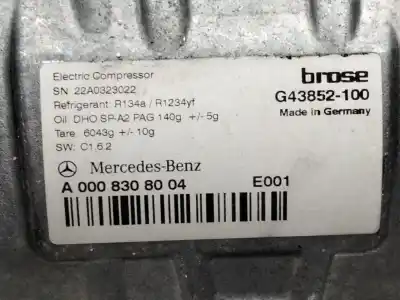 Electric Compressor
SN 22A0323022
Refrigerant: R134a / R1234yf
Oil: DHO SP-A2 PAG 140g +/- 5g
Tare: 6043g +/- 10g
SW: C1.6.2
brose
G43852-100
Made in Germany
Mercedes-Benz
A 000 830 80 04
E001